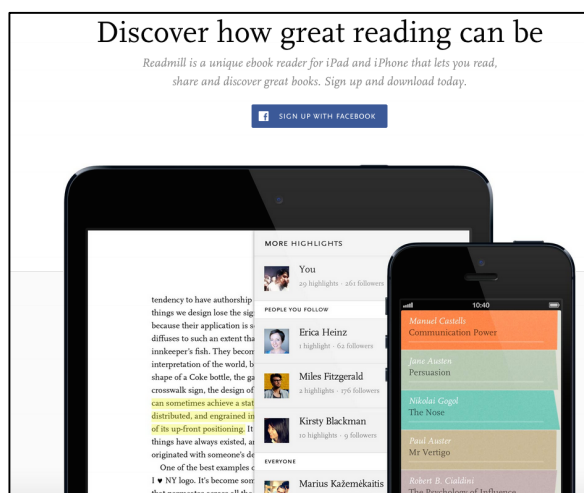 Discover how great reading can be
Readmill is a unique ebook reader for iPad and iPhone that lets you read,
share and discover great books. Sign up and download today.
f SIGN UP WITH FACEBOOK
tendency to have authorship
things we design lose the sig
because their application is s
diffuses to such an extent tha
innkeeper's fish. They becom
interpretation of the world, b
shape of a Coke bottle, the ga
crosswalk sign, the design of
can sometimes achieve a stat
distributed, and engrained in
of its up-front positioning. It
things have always existed, a
originated with someone's de
One of the best examples o
I ♥ NY logo. It's become som
MORE HIGHLIGHTS
You
29 highlights · 261 followers
PEOPLE YOU FOLLOW
Erica Heinz
1 highlight · 62 followers
Miles Fitzgerald
2 highlights · 176 followers
Kirsty Blackman
10 highlights · 9 followers
EVERYONE
Marius Kažemėkaitis
10:40
Manuel Castells
Communication Power
Jane Austen
Persuasion
Nikolai Gogol
The Nose
Paul Auster
Mr Vertigo
Robert B. Cialdini
The Psychology of Influence